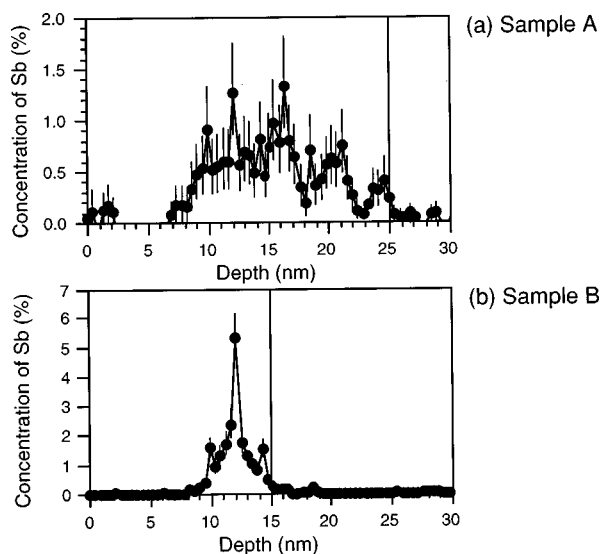 (a) Sample A
Concentration of Sb (%)
2.0
1.5
1.0
0.5
0.0
0 5 10 15 20 25 30
Depth (nm)
(b) Sample B
Concentration of Sb (%)
7
6
5
4
3
2
1
0
0 5 10 15 20 25 30
Depth (nm)